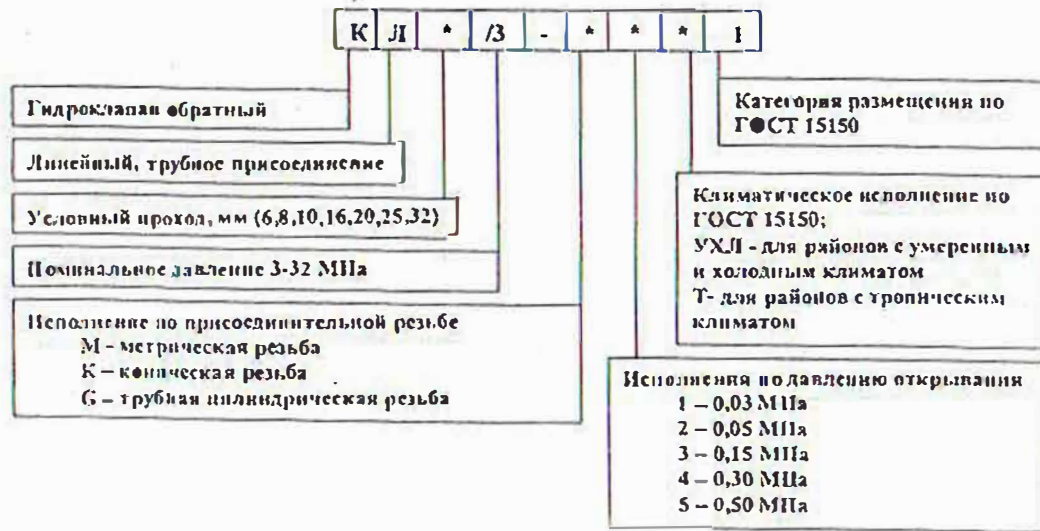 К Л * /3 - * * * 1
Гидроклапан обратный
Линейный, трубное присоединение
Условный проход, мм (6,8,10,16,20,25,32)
Номинальное давление 3-32 МПа
Исполнение по присоединительной резьбе
М - метрическая резьба
К – коническая резьба
G – трубная цилиндрическая резьба
Категория размещения по
ГОСТ 15150
Климатическое исполнение по
ГОСТ 15150;
УХЛ - для районов с умеренным
и холодным климатом
Т- для районов с тропическим
климатом
Исполнения по давлению открывания
1 – 0,03 МПа
2 – 0,05 МПа
3 – 0,15 МПа
4 – 0,30 МПа
5 – 0,50 МПа